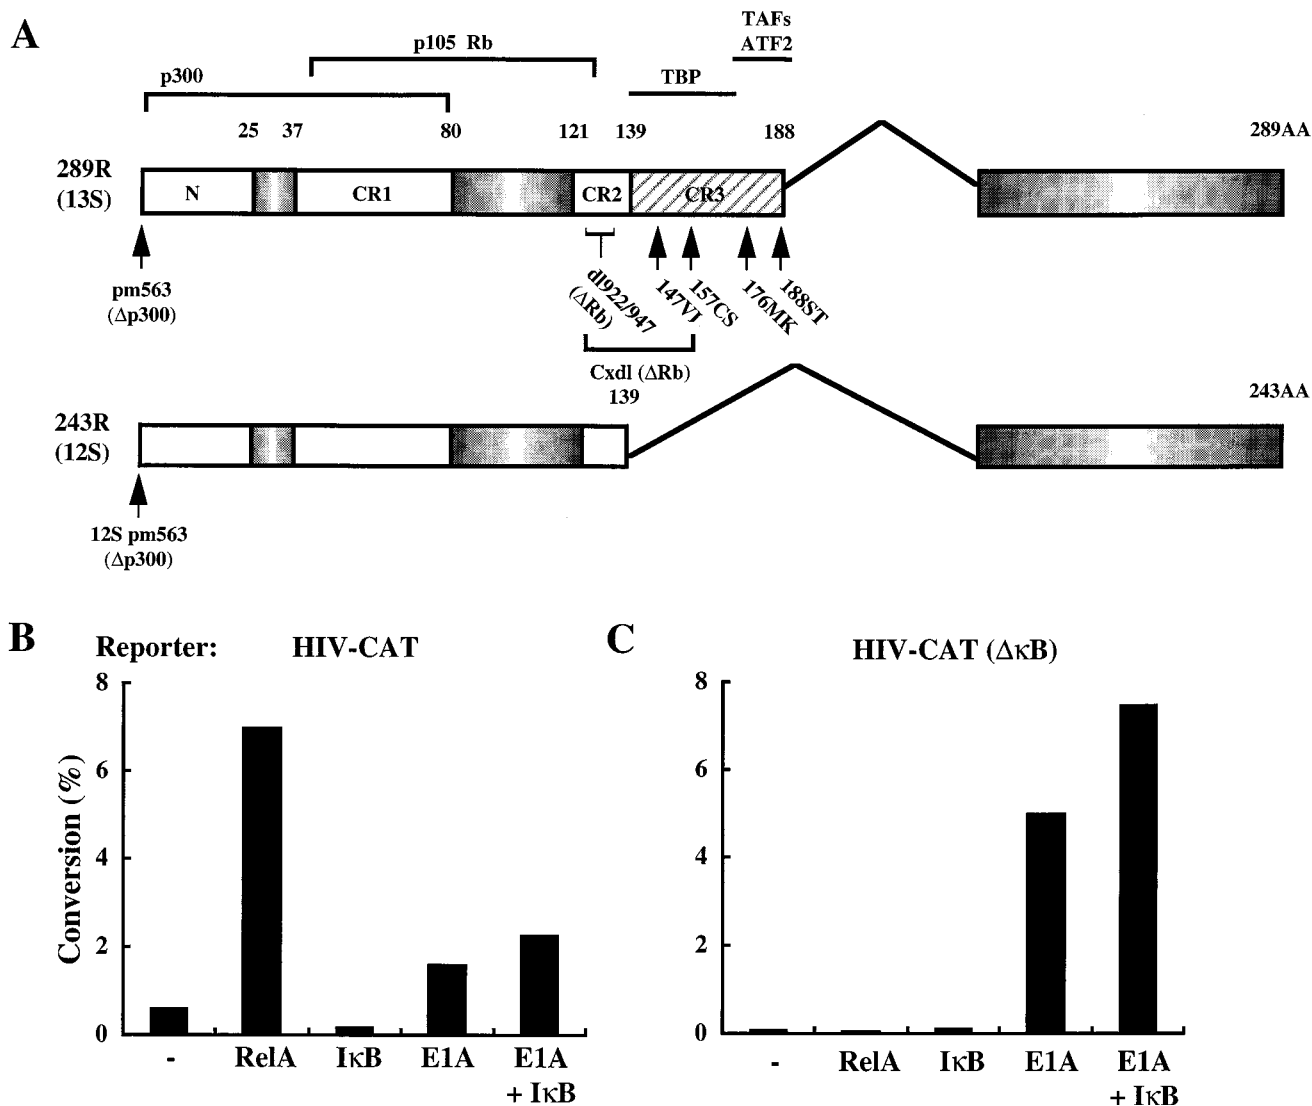 A
TAFs
ATF2
p105 Rb
TBP
p300
25 37 80 121 139 188 289AA
289R
(13S)
N CR1 CR2 CR3
pm563
(Δp300)
dl922/947
(ΔRb)
147VI
157CS
176MK
188ST
Cxdl (ΔRb)
139
243AA
243R
(12S)
12S pm563
(Δp300)
B
Reporter: HIV-CAT
Conversion (%)
8
6
4
2
0
- RelA IκB E1A E1A
+ IκB
C
HIV-CAT (ΔκB)
8
6
4
2
0
- RelA IκB E1A E1A
+ IκB